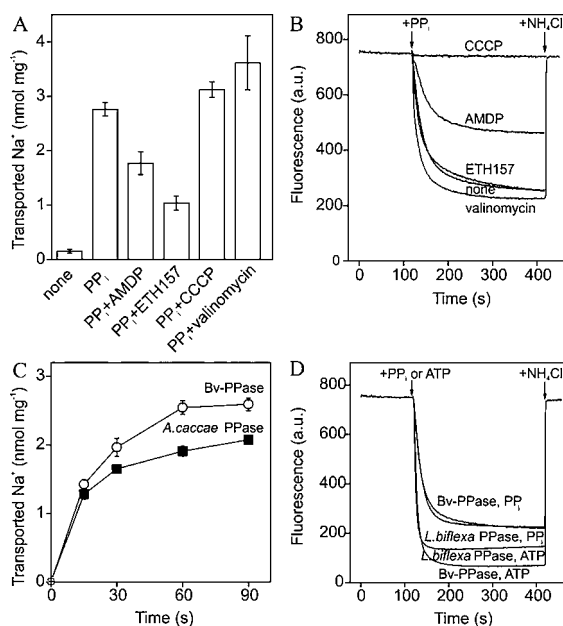 A
Transported Na⁺ (nmol mg⁻¹)
4
3
2
1
0
none
PPᵢ
PPᵢ+AMDP
PPᵢ+ETH157
PPᵢ+CCCP
PPᵢ+valinomycin
B
+PPᵢ
+NH₄Cl
Fluorescence (a.u.)
800
600
400
200
0
CCCP
AMDP
ETH157
none
valinomycin
0 100 200 300 400
Time (s)
C
Transported Na⁺ (nmol mg⁻¹)
3
2
1
0
Bv-PPase
A.caccae PPase
0 30 60 90
Time (s)
D
+PPᵢ or ATP
+NH₄Cl
Fluorescence (a.u.)
800
600
400
200
0
Bv-PPase, PPᵢ
L.biflexa PPase, PPᵢ
L.biflexa PPase, ATP
Bv-PPase, ATP
0 100 200 300 400
Time (s)